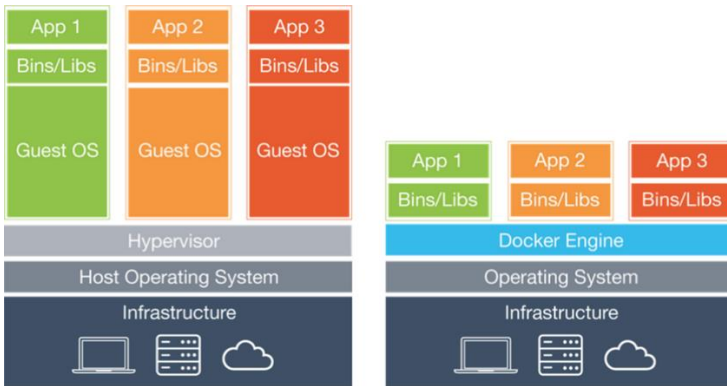 App 1
App 2
App 3
Bins/Libs
Bins/Libs
Bins/Libs
Guest OS
Guest OS
Guest OS
Hypervisor
Host Operating System
Infrastructure
App 1
App 2
App 3
Bins/Libs
Bins/Libs
Bins/Libs
Docker Engine
Operating System
Infrastructure